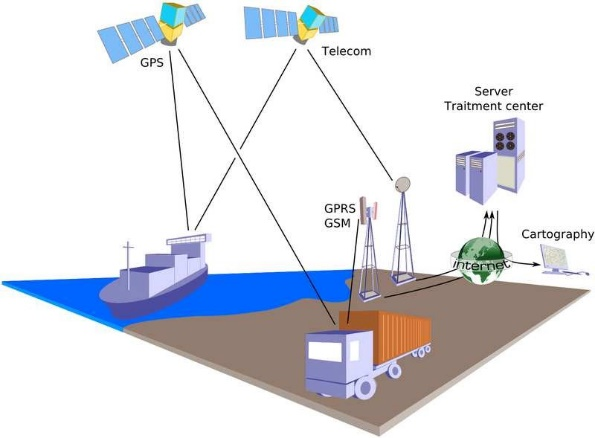 GPS
Telecom
Server
Traitment center
GPRS
GSM
Cartography
internet